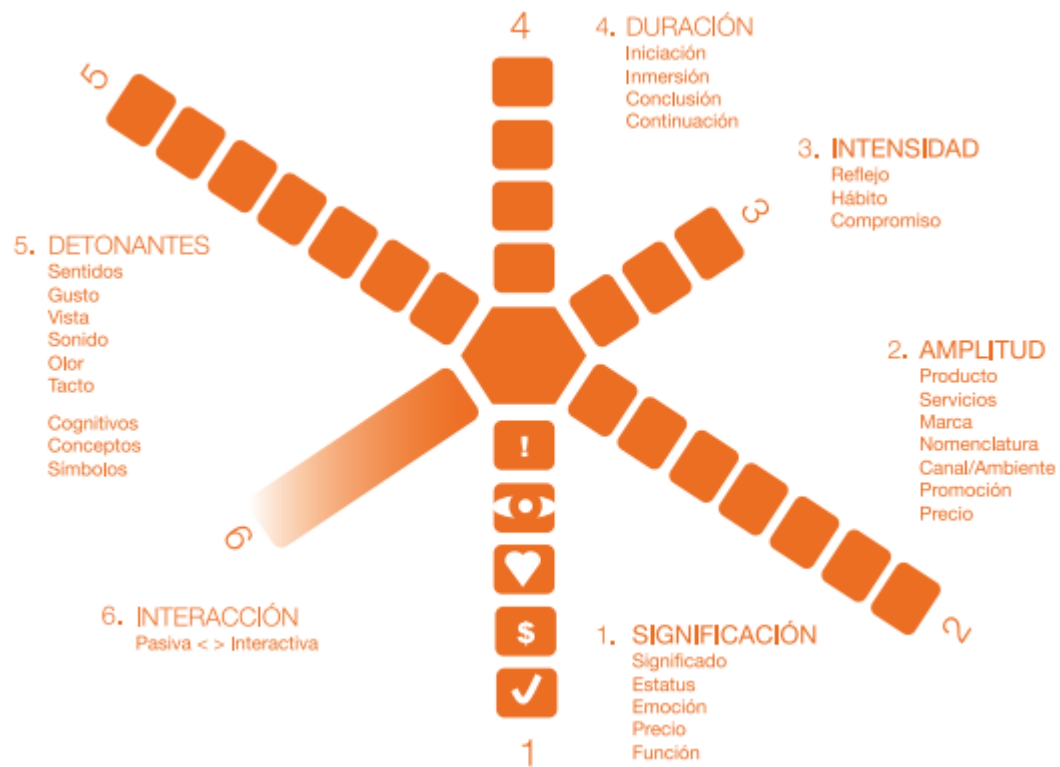 4
4. DURACIÓN
Iniciación
Inmersión
Conclusión
Continuación
5
3. INTENSIDAD
Reflejo
Hábito
Compromiso
3
5. DETONANTES
Sentidos
Gusto
Vista
Sonido
Olor
Tacto
Cognitivos
Conceptos
Símbolos
2. AMPLITUD
Producto
Servicios
Marca
Nomenclatura
Canal/Ambiente
Promoción
Precio
!
6
$
2
6. INTERACCIÓN
Pasiva < > Interactiva
1. SIGNIFICACIÓN
Significado
Estatus
Emoción
Precio
Función
1